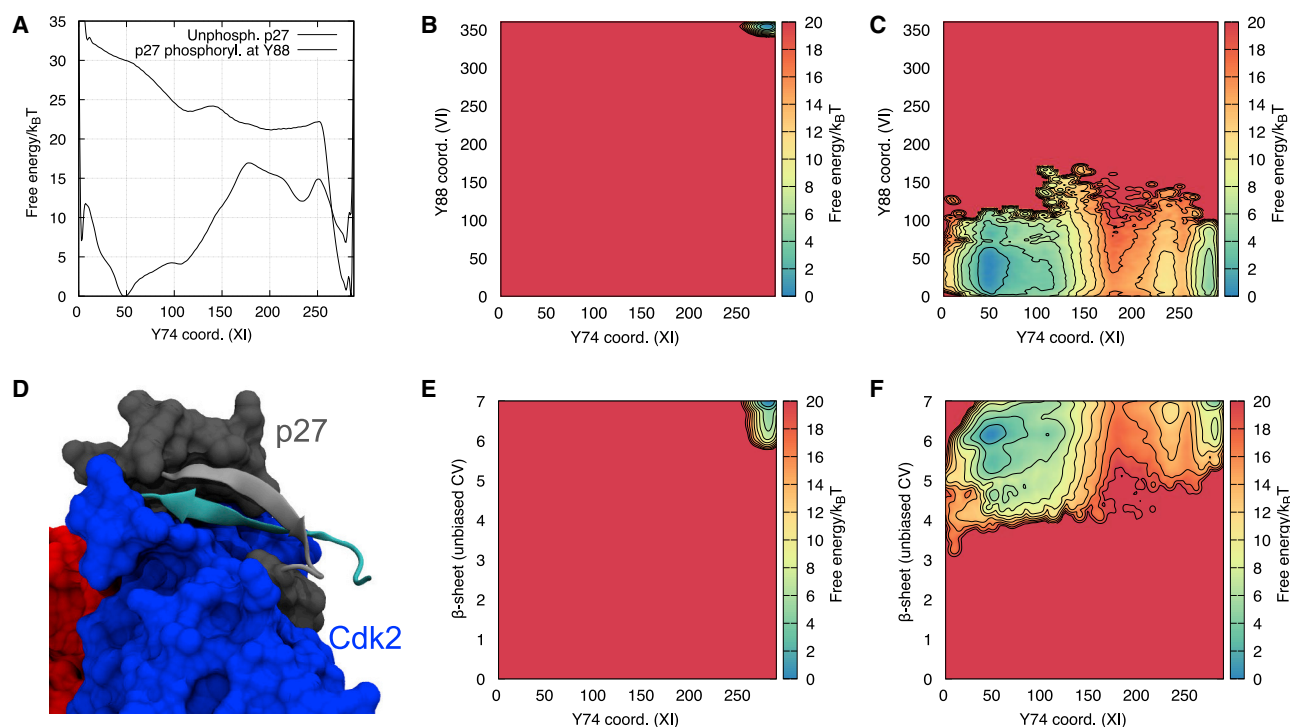 A
35
30
25
20
15
10
5
0
Free energy/kBT
Unphosph. p27
p27 phosphoryl. at Y88
0 50 100 150 200 250
Y74 coord. (XI)
B
350
300
250
200
150
100
50
0
Y88 coord. (VI)
0 50 100 150 200 250
Y74 coord. (XI)
20
18
16
14
12
10
8
6
4
2
0
Free energy/kBT
C
350
300
250
200
150
100
50
0
Y88 coord. (VI)
0 50 100 150 200 250
Y74 coord. (XI)
20
18
16
14
12
10
8
6
4
2
0
Free energy/kBT
D
p27
Cdk2
E
7
6
5
4
3
2
1
0
β-sheet (unbiased CV)
0 50 100 150 200 250
Y74 coord. (XI)
20
18
16
14
12
10
8
6
4
2
0
Free energy/kBT
F
7
6
5
4
3
2
1
0
β-sheet (unbiased CV)
0 50 100 150 200 250
Y74 coord. (XI)
20
18
16
14
12
10
8
6
4
2
0
Free energy/kBT